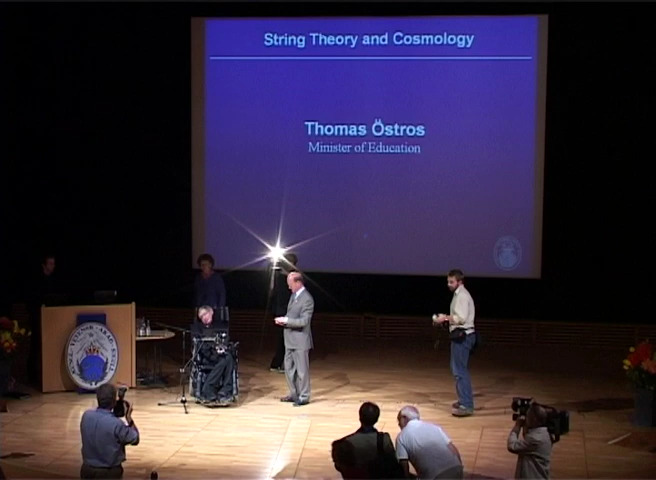 String Theory and Cosmology
Thomas Östros
Minister of Education